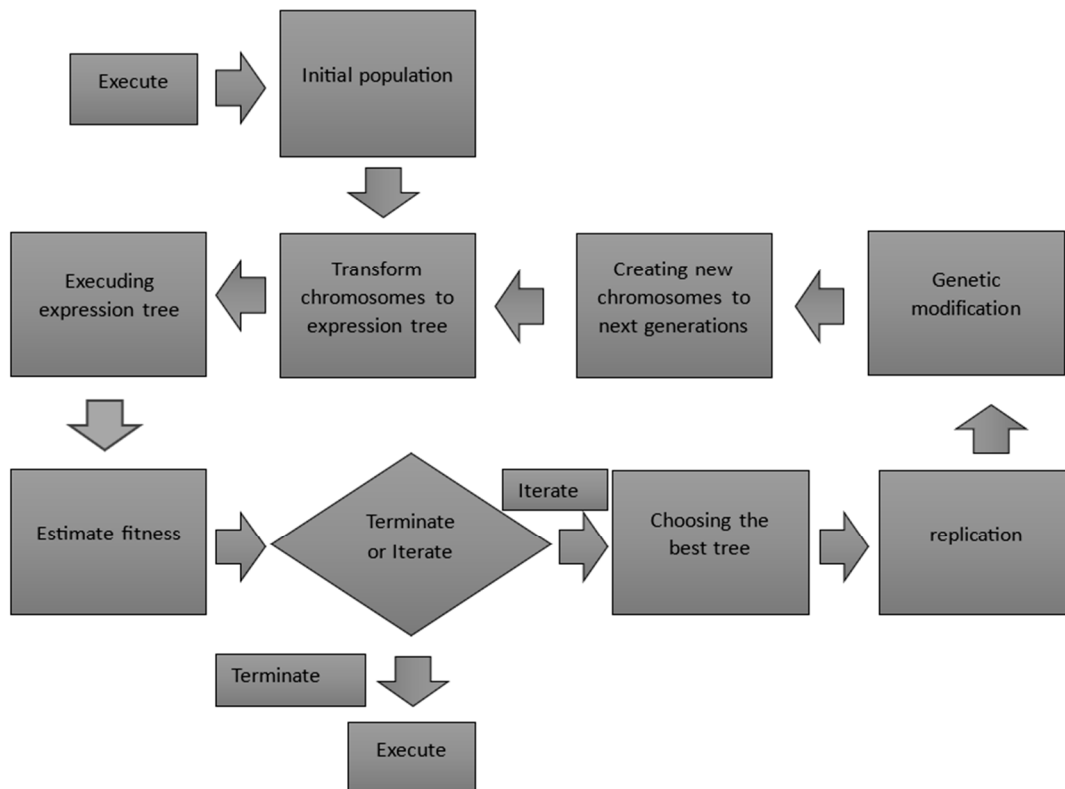 Execute
Initial population
Execuding
expression tree
Transform
chromosomes to
expression tree
Creating new
chromosomes to
next generations
Genetic
modification
Estimate fitness
Terminate
or Iterate
Iterate
Choosing the
best tree
replication
Terminate
Execute